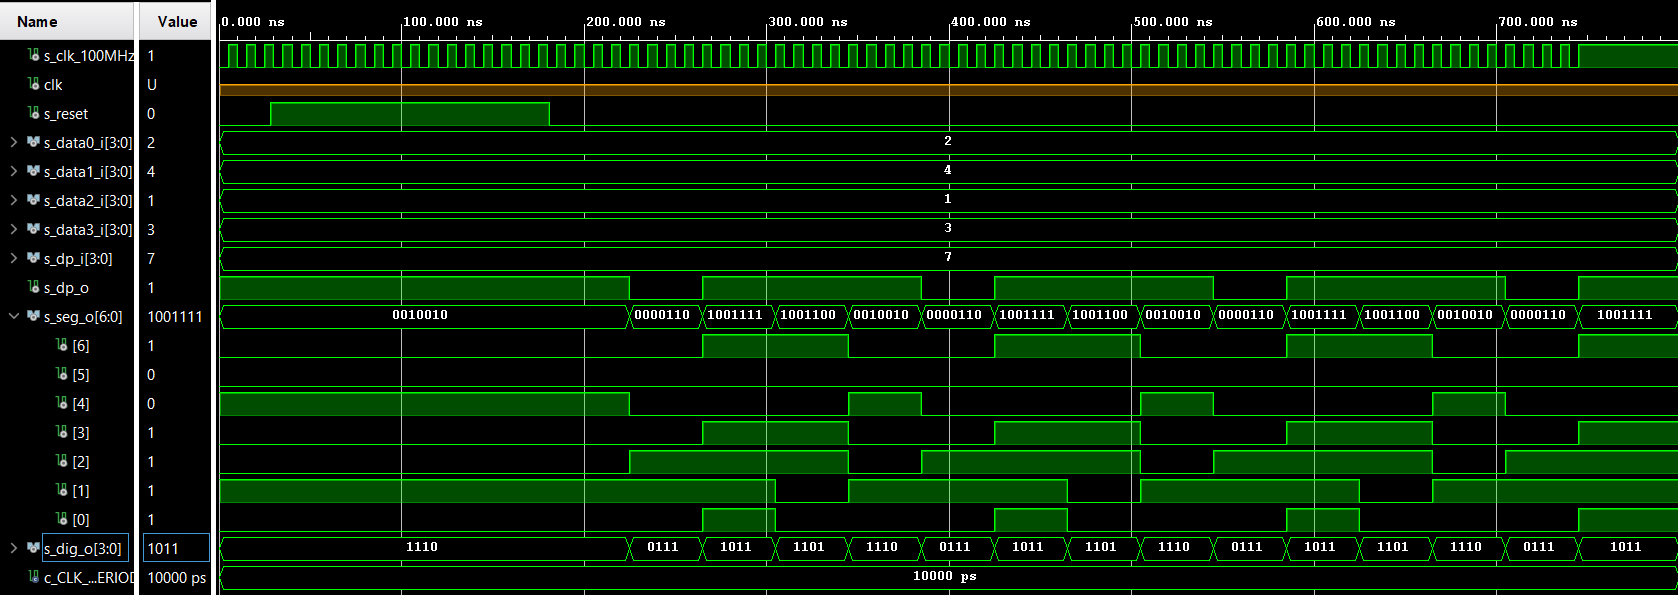 Name Value 0.000 ns 100.000 ns 200.000 ns 300.000 ns 400.000 ns 500.000 ns 600.000 ns 700.000 ns
s_clk_100MHz 1
clk U
s_reset 0
s_data0_i[3:0] 2 2
s_data1_i[3:0] 4 4
s_data2_i[3:0] 1 1
s_data3_i[3:0] 3 3
s_dp_i[3:0] 7 7
s_dp_o 1
s_seg_o[6:0] 1001111 0010010 0000110 1001111 1001100 0010010 0000110 1001111 1001100 0010010 0000110 1001111 1001100 0010010 0000110 1001111
[6] 1
[5] 0
[4] 0
[3] 1
[2] 1
[1] 1
[0] 1
s_dig_o[3:0] 1011 1110 0111 1011 1101 1110 0111 1011 1101 1110 0111 1011 1101 1110 0111 1011
c_CLK_...ERIOD 10000 ps 10000 ps